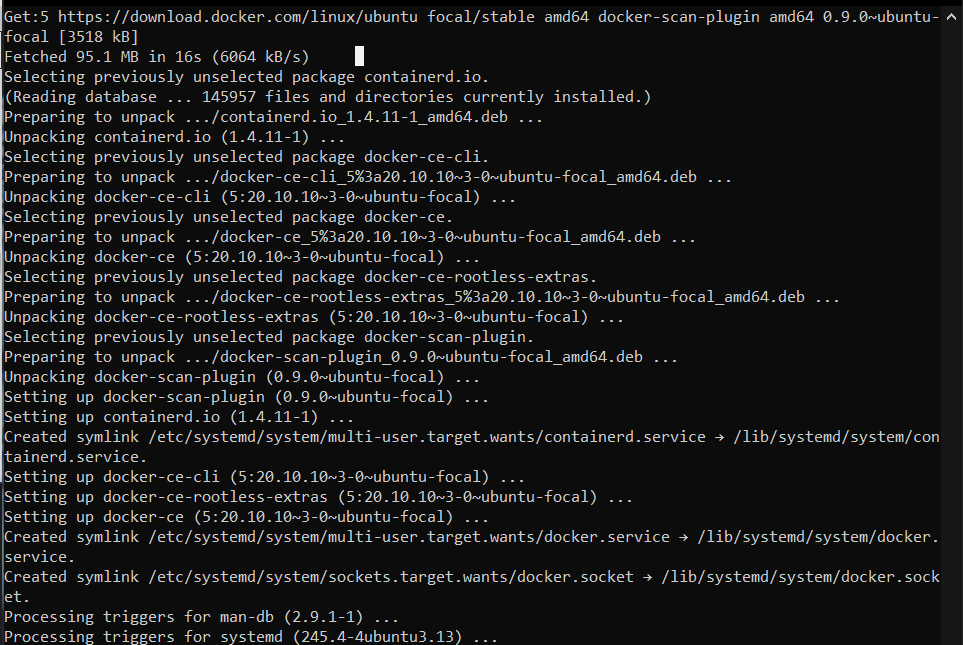 Get:5 https://download.docker.com/linux/ubuntu focal/stable amd64 docker-scan-plugin amd64 0.9.0~ubuntu-
focal [3518 kB]
Fetched 95.1 MB in 16s (6064 kB/s)
Selecting previously unselected package containerd.io.
(Reading database ... 145957 files and directories currently installed.)
Preparing to unpack .../containerd.io_1.4.11-1_amd64.deb ...
Unpacking containerd.io (1.4.11-1) ...
Selecting previously unselected package docker-ce-cli.
Preparing to unpack .../docker-ce-cli_5%3a20.10.10~3-0~ubuntu-focal_amd64.deb ...
Unpacking docker-ce-cli (5:20.10.10~3-0~ubuntu-focal) ...
Selecting previously unselected package docker-ce.
Preparing to unpack .../docker-ce_5%3a20.10.10~3-0~ubuntu-focal_amd64.deb ...
Unpacking docker-ce (5:20.10.10~3-0~ubuntu-focal) ...
Selecting previously unselected package docker-ce-rootless-extras.
Preparing to unpack .../docker-ce-rootless-extras_5%3a20.10.10~3-0~ubuntu-focal_amd64.deb ...
Unpacking docker-ce-rootless-extras (5:20.10.10~3-0~ubuntu-focal) ...
Selecting previously unselected package docker-scan-plugin.
Preparing to unpack .../docker-scan-plugin_0.9.0~ubuntu-focal_amd64.deb ...
Unpacking docker-scan-plugin (0.9.0~ubuntu-focal) ...
Setting up docker-scan-plugin (0.9.0~ubuntu-focal) ...
Setting up containerd.io (1.4.11-1) ...
Created symlink /etc/systemd/system/multi-user.target.wants/containerd.service → /lib/systemd/system/con
tainerd.service.
Setting up docker-ce-cli (5:20.10.10~3-0~ubuntu-focal) ...
Setting up docker-ce-rootless-extras (5:20.10.10~3-0~ubuntu-focal) ...
Setting up docker-ce (5:20.10.10~3-0~ubuntu-focal) ...
Created symlink /etc/systemd/system/multi-user.target.wants/docker.service → /lib/systemd/system/docker.
service.
Created symlink /etc/systemd/system/sockets.target.wants/docker.socket → /lib/systemd/system/docker.sock
et.
Processing triggers for man-db (2.9.1-1) ...
Processing triggers for systemd (245.4-4ubuntu3.13) ...